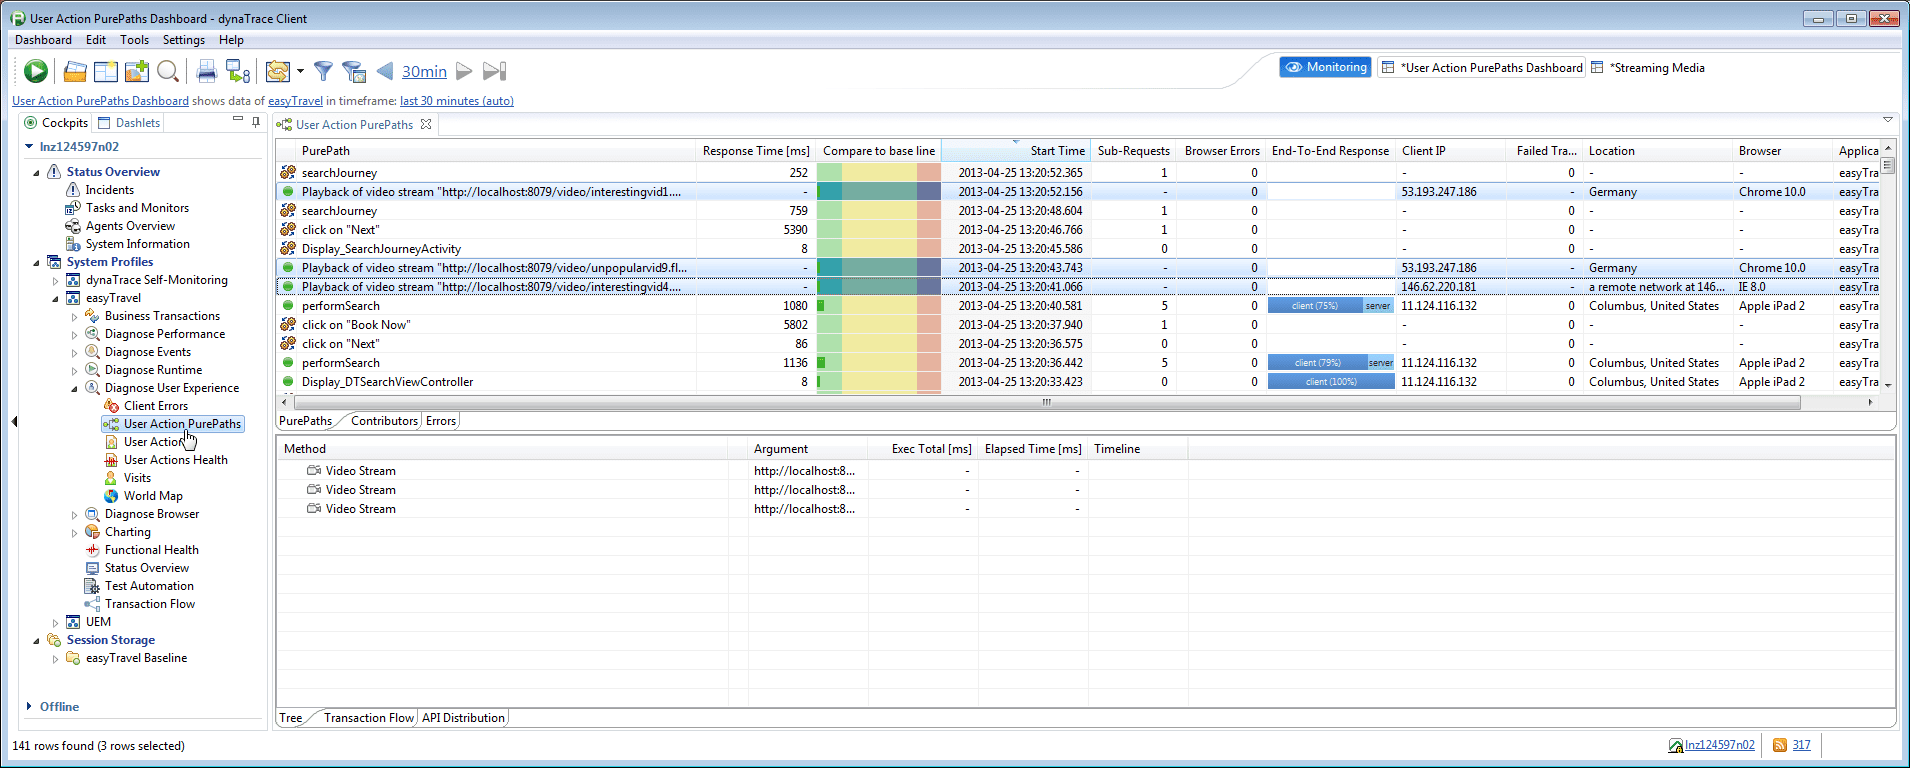 User Action PurePaths Dashboard - dynaTrace Client
Dashboard Edit Tools Settings Help
30min
Monitoring *User Action PurePaths Dashboard *Streaming Media
User Action PurePaths Dashboard shows data of easyTravel in timeframe: last 30 minutes (auto)
Cockpits Dashlets
lnz124597n02
Status Overview
Incidents
Tasks and Monitors
Agents Overview
System Information
System Profiles
dynaTrace Self-Monitoring
easyTravel
Business Transactions
Diagnose Performance
Diagnose Events
Diagnose Runtime
Diagnose User Experience
Client Errors
User Action PurePaths
User Action
User Actions Health
Visits
World Map
Diagnose Browser
Charting
Functional Health
Status Overview
Test Automation
Transaction Flow
UEM
Session Storage
easyTravel Baseline
Offline
User Action PurePaths
PurePath Response Time [ms] Compare to base line Start Time Sub-Requests Browser Errors End-To-End Response Client IP Failed Tra... Location Browser Applica
searchJourney 252 2013-04-25 13:20:52.365 1 0 - 0 - - easyTra
Playback of video stream "http://localhost:8079/video/interestingvid1.... - 2013-04-25 13:20:52.156 - 0 53.193.247.186 - Germany Chrome 10.0 easyTra
searchJourney 759 2013-04-25 13:20:48.604 1 0 - 0 - - easyTra
click on "Next" 5390 2013-04-25 13:20:46.766 1 0 - 0 - - easyTra
Display_SearchJourneyActivity 8 2013-04-25 13:20:45.586 0 0 - 0 - - easyTra
Playback of video stream "http://localhost:8079/video/unpopularvid9.fl... - 2013-04-25 13:20:43.743 - 0 53.193.247.186 - Germany Chrome 10.0 easyTra
Playback of video stream "http://localhost:8079/video/interestingvid4.... - 2013-04-25 13:20:41.066 - 0 146.62.220.181 - a remote network at 146... IE 8.0 easyTra
performSearch 1080 2013-04-25 13:20:40.581 5 0 client (75%) server 11.124.116.132 0 Columbus, United States Apple iPad 2 easyTra
click on "Book Now" 5802 2013-04-25 13:20:37.940 1 0 - 0 - - easyTra
click on "Next" 86 2013-04-25 13:20:36.575 0 0 - 0 - - easyTra
performSearch 1136 2013-04-25 13:20:36.442 5 0 client (79%) server 11.124.116.132 0 Columbus, United States Apple iPad 2 easyTra
Display_DTSearchViewController 8 2013-04-25 13:20:33.423 0 0 client (100%) 11.124.116.132 0 Columbus, United States Apple iPad 2 easyTra
PurePaths Contributors Errors
Method Argument Exec Total [ms] Elapsed Time [ms] Timeline
Video Stream http://localhost:8... - -
Video Stream http://localhost:8... - -
Video Stream http://localhost:8... - -
Tree Transaction Flow API Distribution
141 rows found (3 rows selected)
lnz124597n02 317